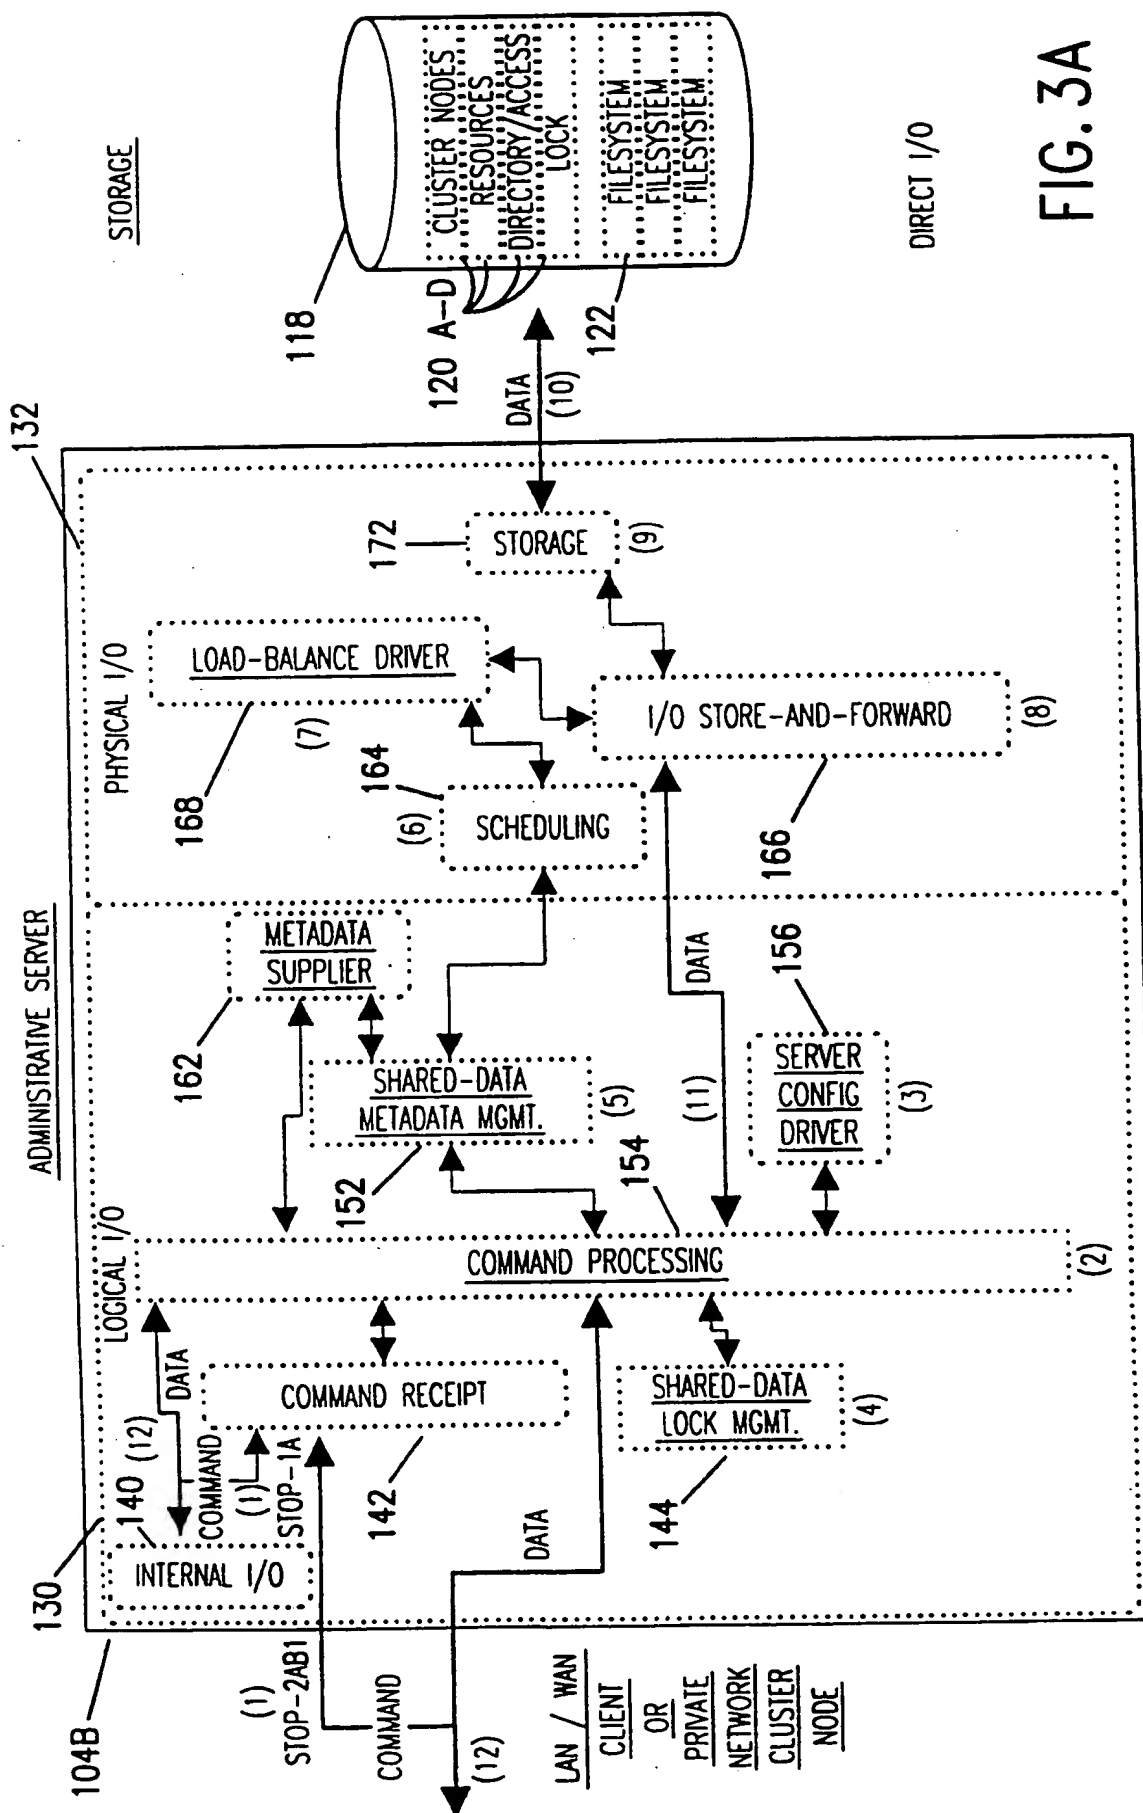 ADMINISTRATIVE SERVER
STORAGE
104B
130
132
LOGICAL I/O
PHYSICAL I/O
140
INTERNAL I/O
(12)
DATA
COMMAND
(1)
STOP-1A
(1)
STOP-2AB1
COMMAND
(12)
DATA
LAN / WAN
CLIENT
OR
PRIVATE
NETWORK
CLUSTER
NODE
COMMAND RECEIPT
142
SHARED-DATA
LOCK MGMT.
(4)
144
COMMAND PROCESSING
(2)
154
162
METADATA
SUPPLIER
SHARED-DATA
METADATA MGMT.
(5)
152
DATA
(11)
SERVER
CONFIG
DRIVER
(3)
156
168
LOAD-BALANCE DRIVER
(7)
164
(6)
SCHEDULING
I/O STORE-AND-FORWARD
(8)
166
172
STORAGE
(9)
DATA
(10)
118
120 A-D
CLUSTER NODES
RESOURCES
DIRECTORY/ACCESS
LOCK
122
FILESYSTEM
FILESYSTEM
FILESYSTEM
DIRECT I/O
FIG. 3A